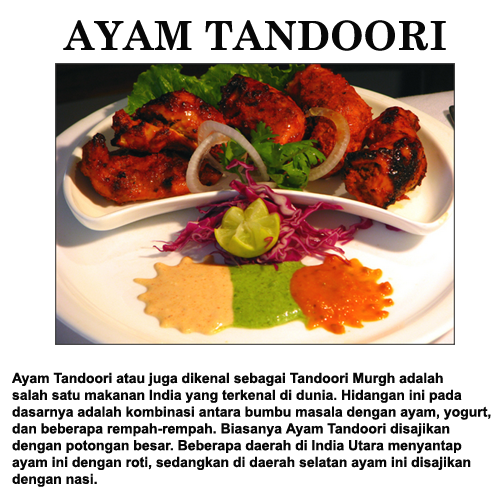 AYAM TANDOORI
Ayam Tandoori atau juga dikenal sebagai Tandoori Murgh adalah
salah satu makanan India yang terkenal di dunia. Hidangan ini pada
dasarnya adalah kombinasi antara bumbu masala dengan ayam, yogurt,
dan beberapa rempah-rempah. Biasanya Ayam Tandoori disajikan
dengan potongan besar. Beberapa daerah di India Utara menyantap
ayam ini dengan roti, sedangkan di daerah selatan ayam ini disajikan
dengan nasi.